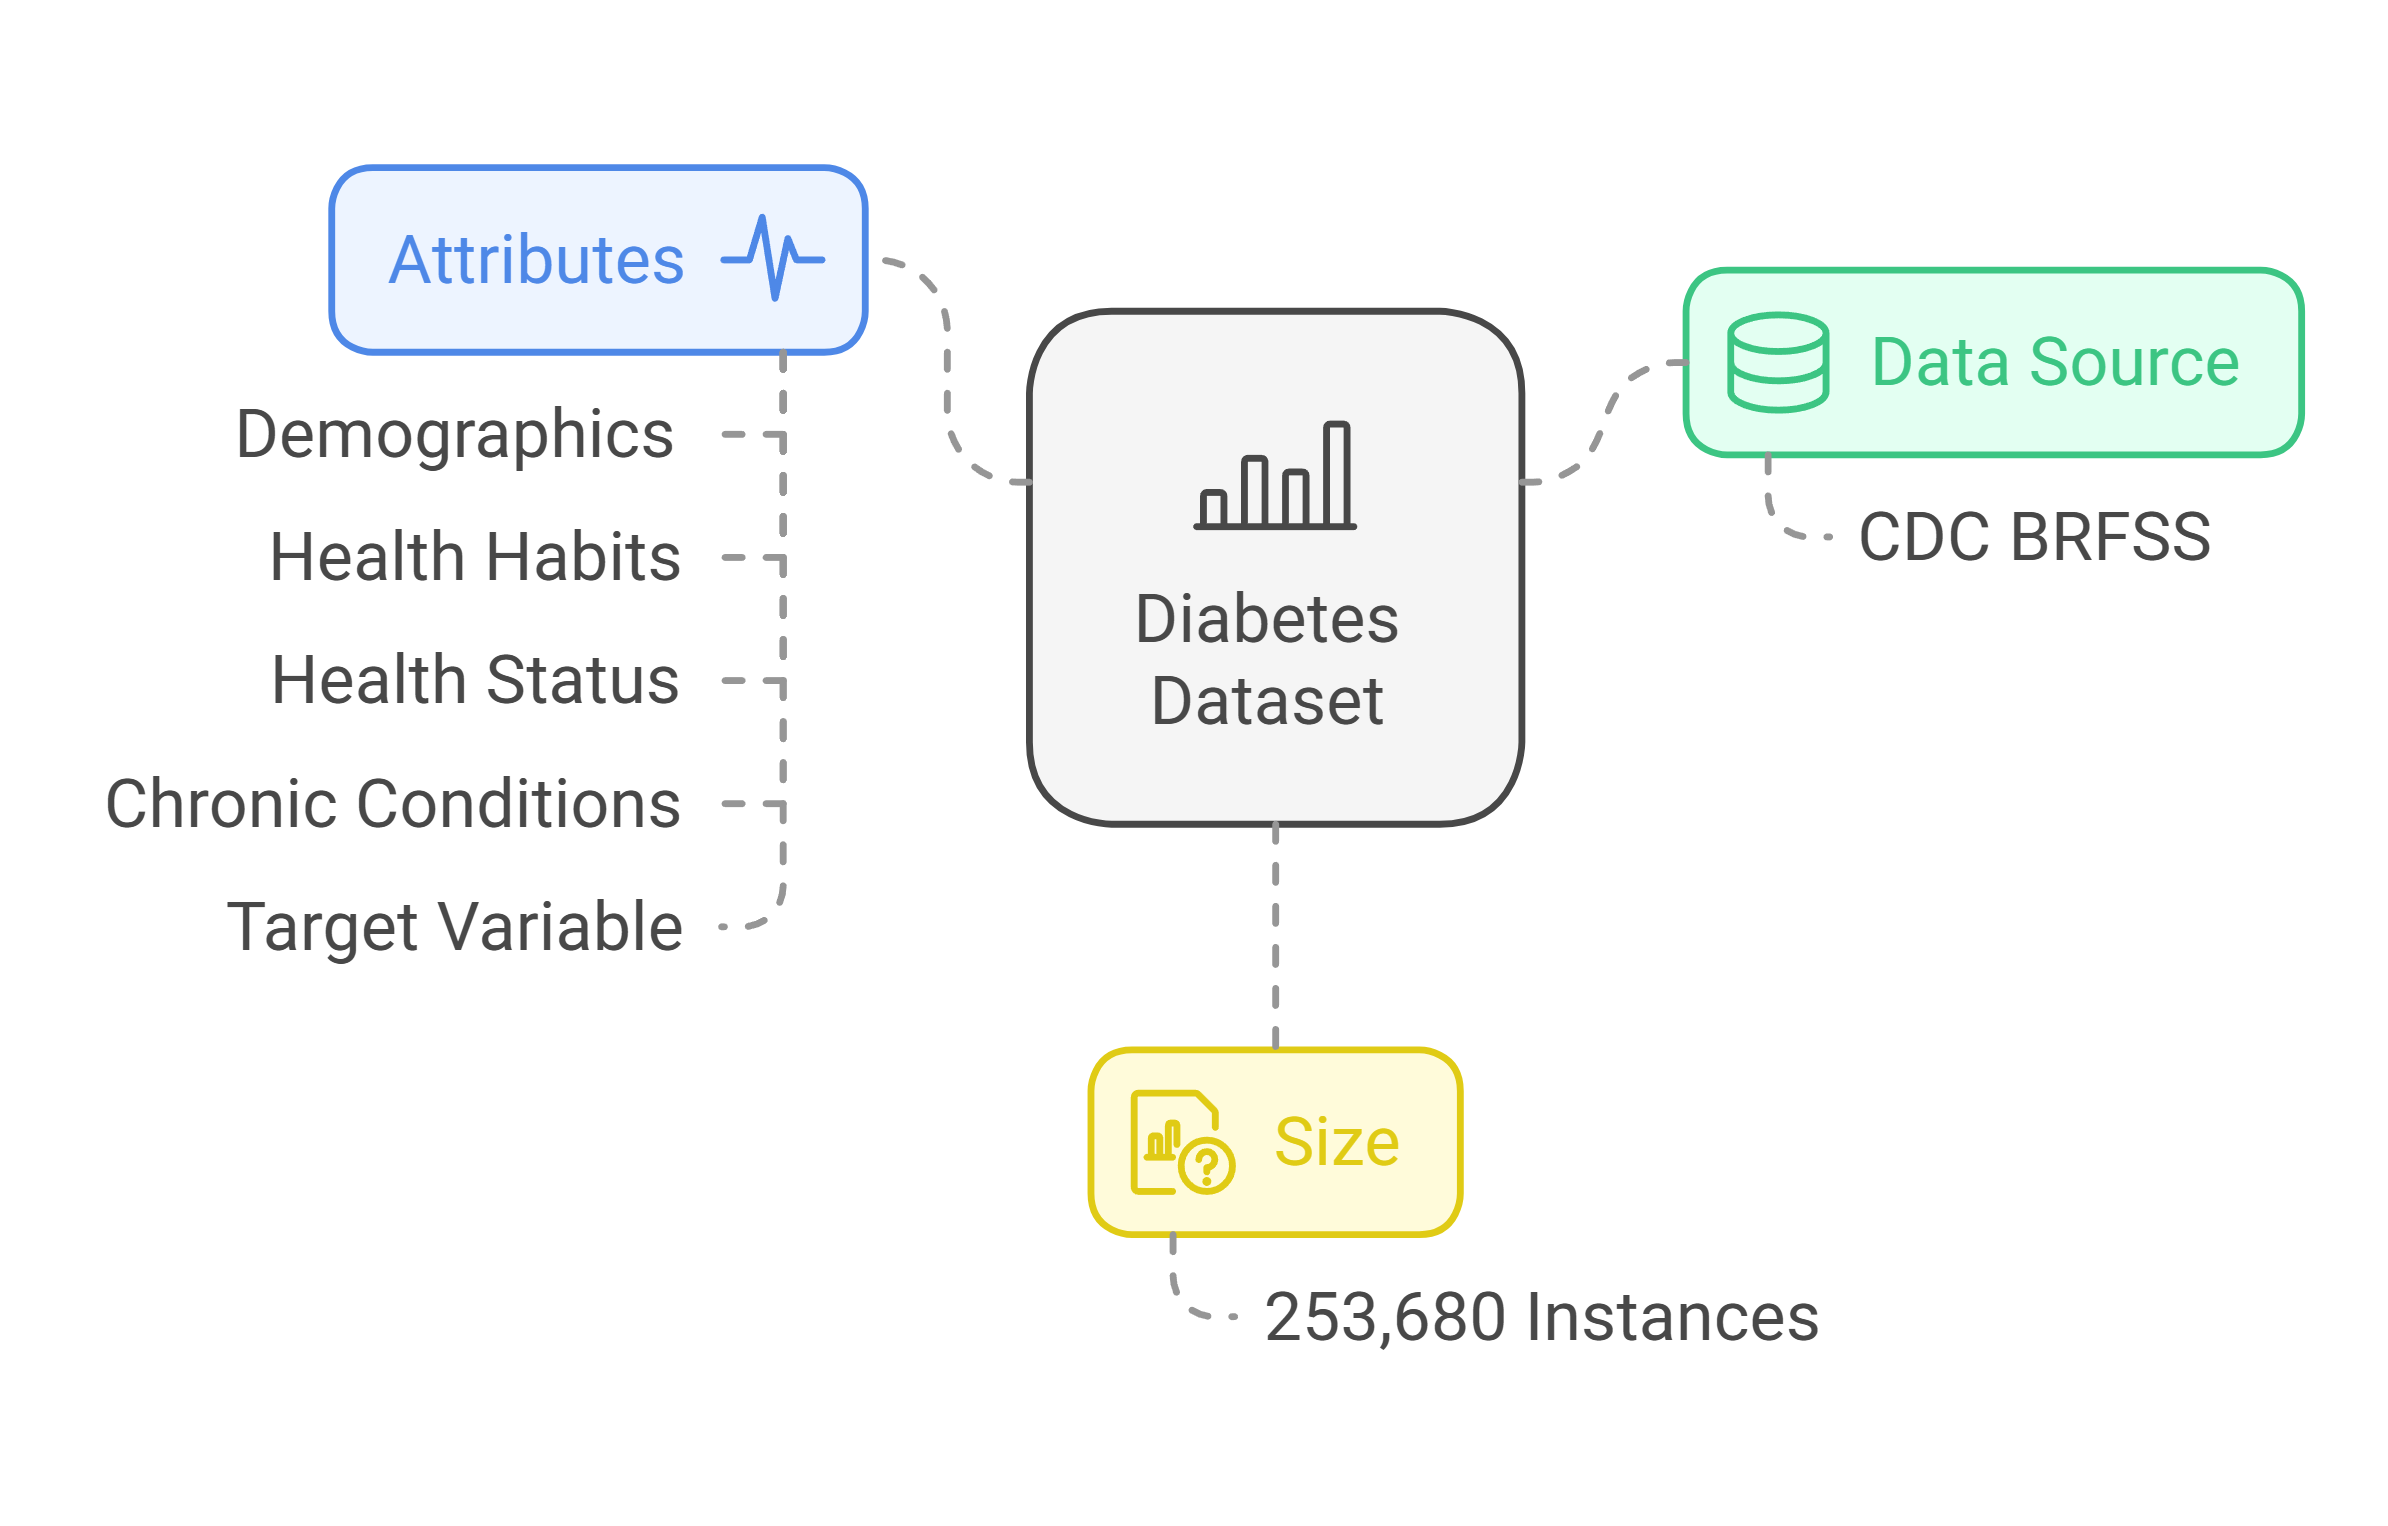 Attributes
Demographics
Health Habits
Health Status
Chronic Conditions
Target Variable
Diabetes
Dataset
Data Source
CDC BRFSS
Size
253,680 Instances